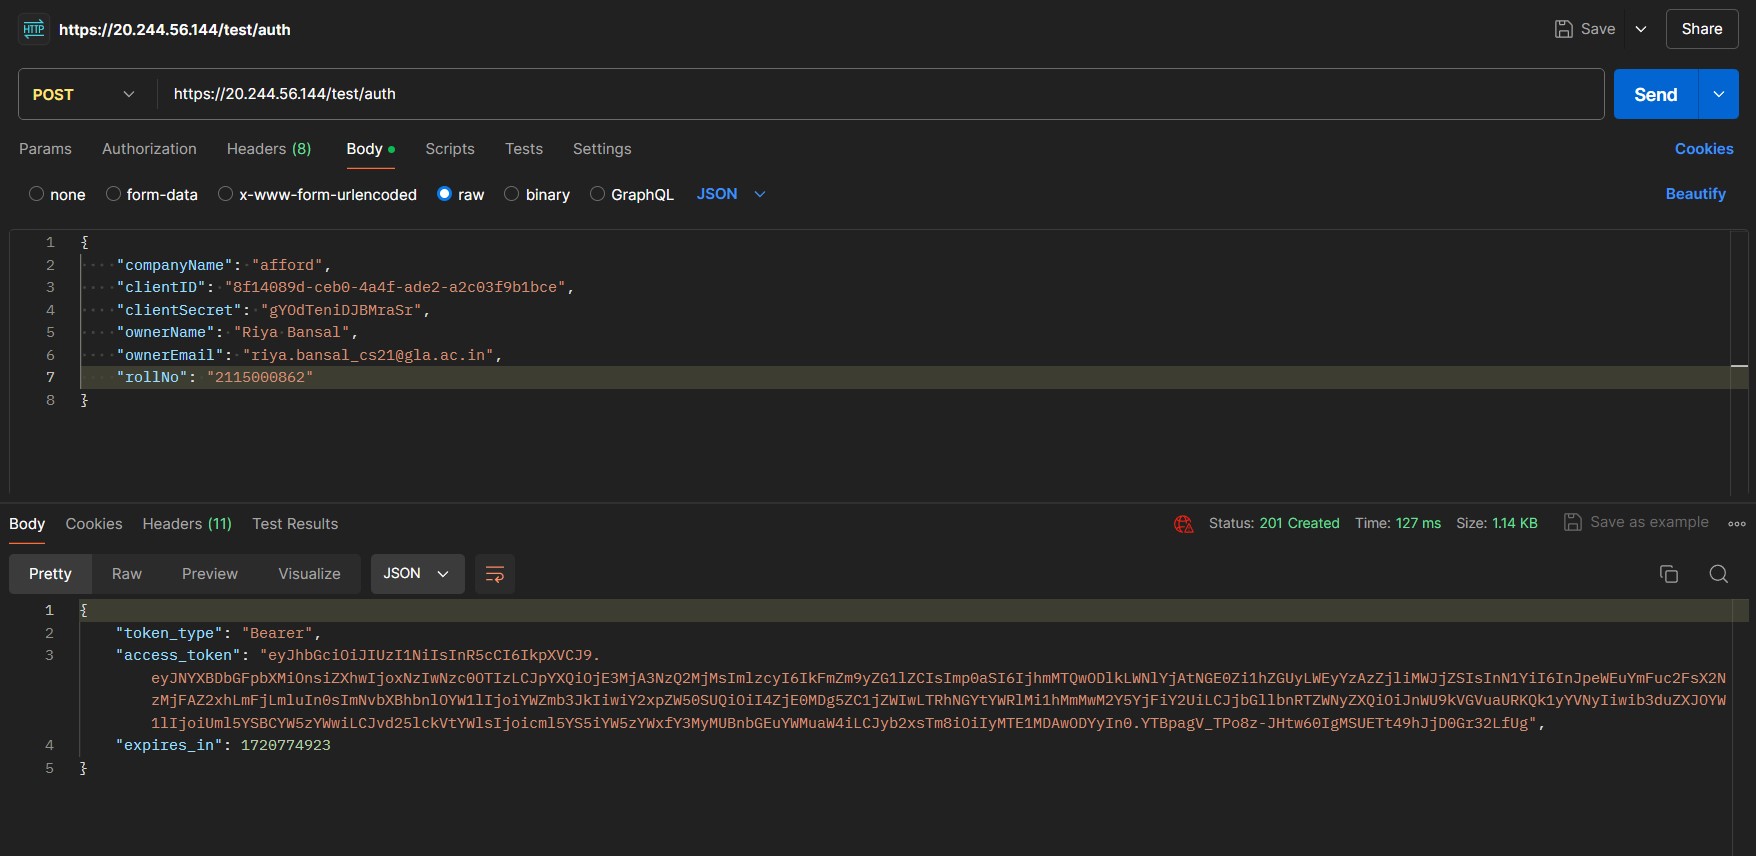 HTTP https://20.244.56.144/test/auth Save Share
POST https://20.244.56.144/test/auth Send
Params Authorization Headers (8) Body Scripts Tests Settings Cookies
none form-data x-www-form-urlencoded raw binary GraphQL JSON Beautify
1 {
2 "companyName": "afford",
3 "clientID": "8f14089d-ceb0-4a4f-ade2-a2c03f9b1bce",
4 "clientSecret": "gYOdTeniDJBMraSr",
5 "ownerName": "Riya Bansal",
6 "ownerEmail": "riya.bansal_cs21@gla.ac.in",
7 "rollNo": "2115000862"
8 }
Body Cookies Headers (11) Test Results Status: 201 Created Time: 127 ms Size: 1.14 KB Save as example
Pretty Raw Preview Visualize JSON
1 {
2 "token_type": "Bearer",
3 "access_token": "eyJhbGciOiJIUzI1NiIsInR5cCI6IkpXVCJ9.
eyJNYXBDbGFpbXMiOnsiZXhwIjoxNzIwNzc0OTIzLCJpYXQiOjE3MjA3NzQ2MjMsImlzcyI6IkFmZm9yZG1lZCIsImp0aSI6IjhmMTQwODlkLWNlYjAtNGE0Zi1hZGUyLWEyYzAzZjliMWJjZSIsInN1YiI6InJpeWEuYmFuc2FsX2N
zMjFAZ2xhLmFjLmluIn0sImNvbXBhbnlOYW1lIjoiYWZmb3JkIiwiY2xpZW50SUQiOiI4ZjE0MDg5ZC1jZWIwLTRhNGYtYWRlMi1hMmMwM2Y5YjFiY2UiLCJjbGllbnRTZWNyZXQiOiJnWU9kVGVuaURKQk1yYVNyIiwib3duZXJOYW
1lIjoiUml5YSBCYW5zYWwiLCJvd25lckVtYWlsIjoicml5YS5iYW5zYWxfY3MyMUBnbGEuYWMuaW4iLCJyb2xsTm8iOiIyMTE1MDAwODYyIn0.YTBpagV_TPo8z-JHtw60IgMSUETt49hJjD0Gr32LfUg",
4 "expires_in": 1720774923
5 }